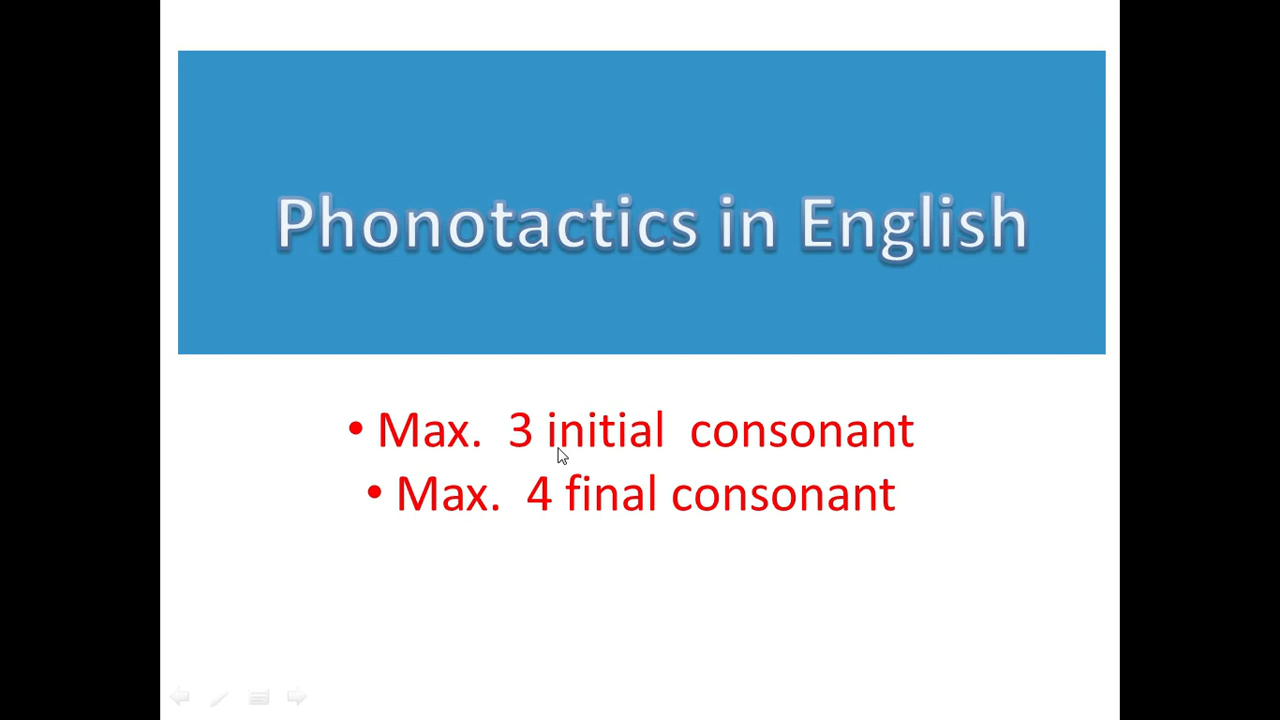 Phonotactics in English
• Max. 3 initial consonant
• Max. 4 final consonant